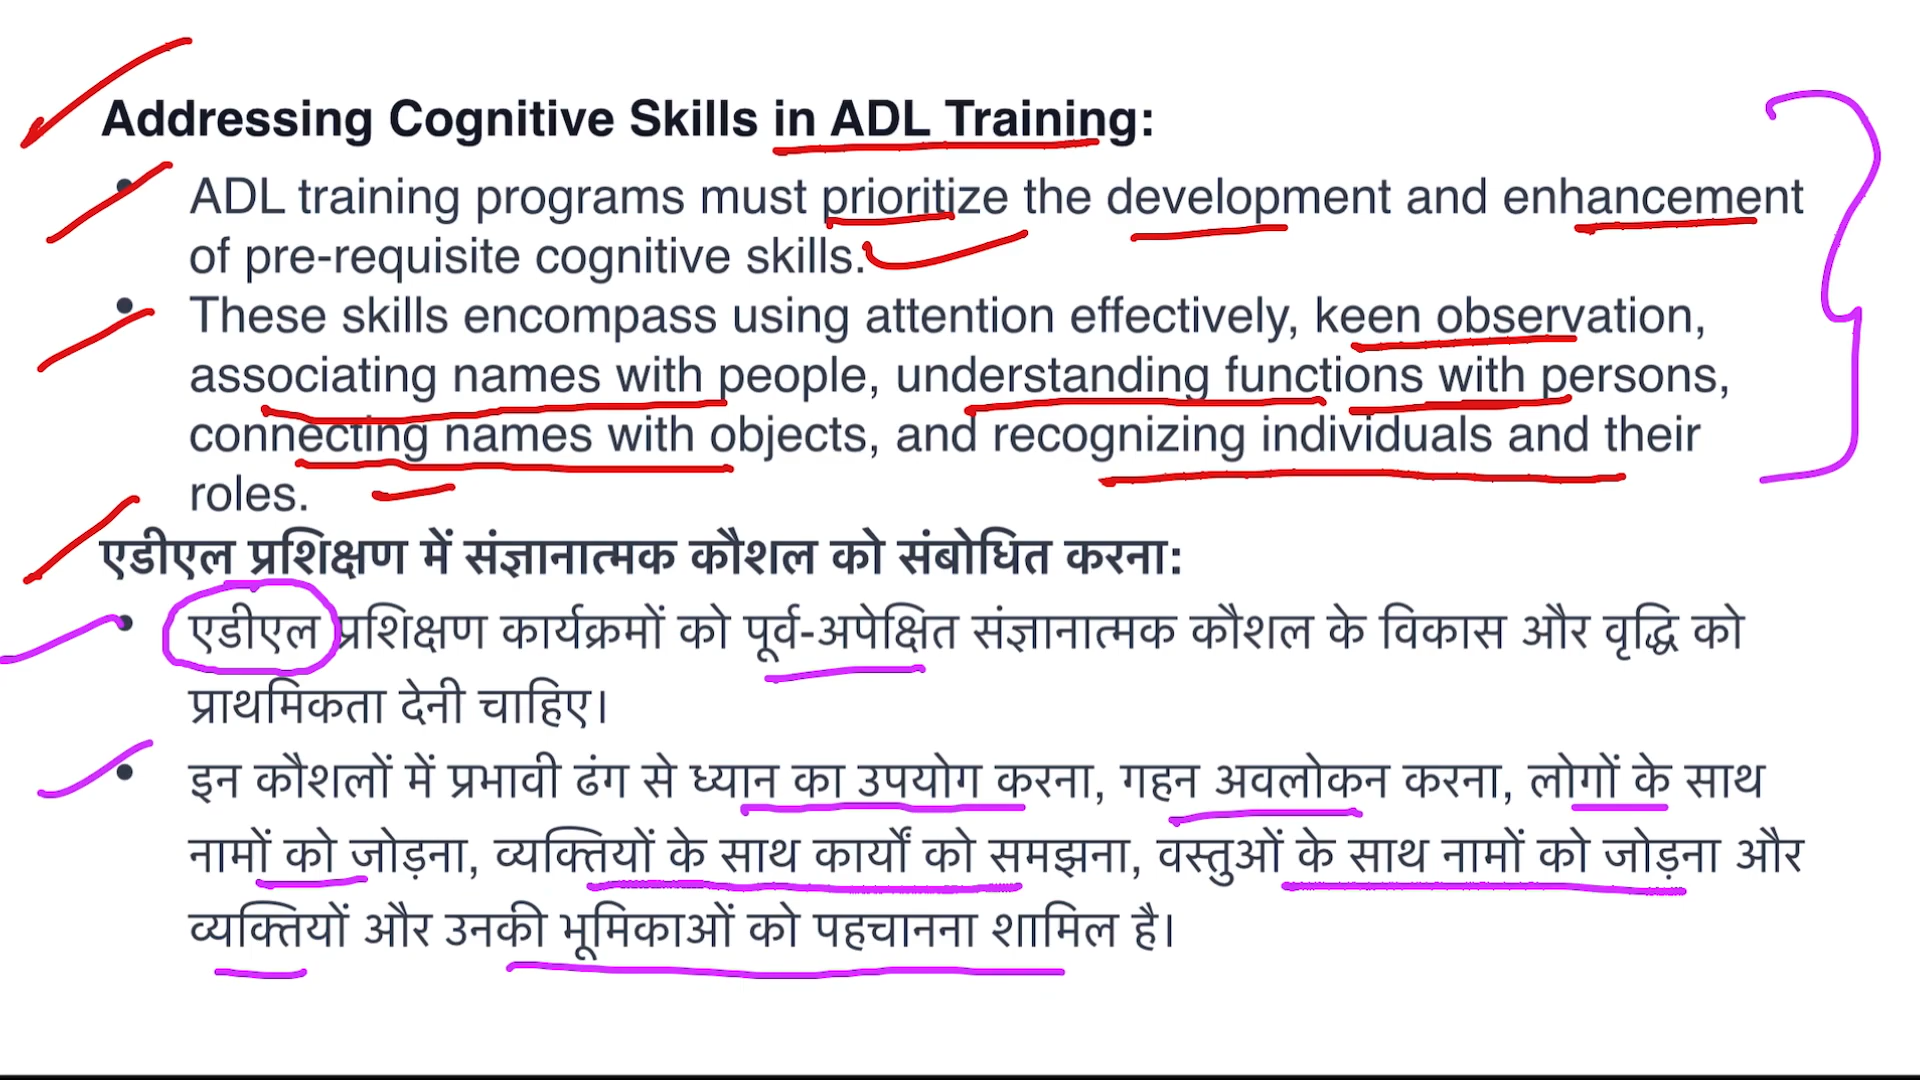 Addressing Cognitive Skills in ADL Training:
• ADL training programs must prioritize the development and enhancement
of pre-requisite cognitive skills.
• These skills encompass using attention effectively, keen observation,
associating names with people, understanding functions with persons,
connecting names with objects, and recognizing individuals and their
roles.
एडीएल प्रशिक्षण में संज्ञानात्मक कौशल को संबोधित करना:
• एडीएल प्रशिक्षण कार्यक्रमों को पूर्व-अपेक्षित संज्ञानात्मक कौशल के विकास और वृद्धि को
प्राथमिकता देनी चाहिए।
• इन कौशलों में प्रभावी ढंग से ध्यान का उपयोग करना, गहन अवलोकन करना, लोगों के साथ
नामों को जोड़ना, व्यक्तियों के साथ कार्यों को समझना, वस्तुओं के साथ नामों को जोड़ना और
व्यक्तियों और उनकी भूमिकाओं को पहचानना शामिल है।